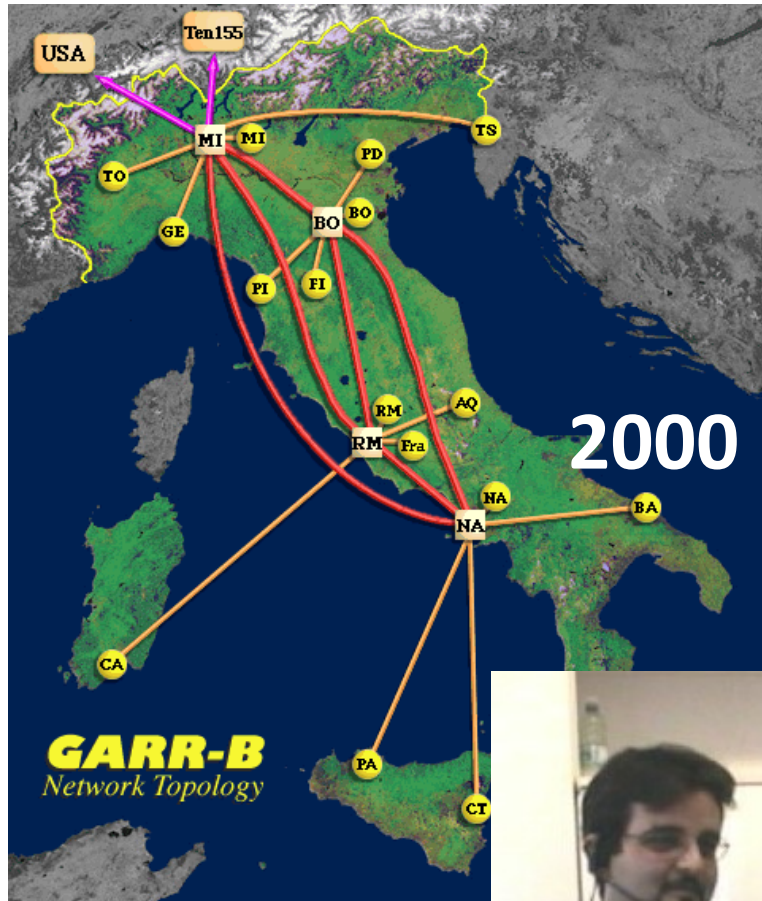 Ten155
USA
MI
MI
TS
PD
TO
BO
BO
GE
PI
FI
RM
AQ
RM
Fra
2000
NA
BA
NA
CA
GARR-B
Network Topology
PA
CT